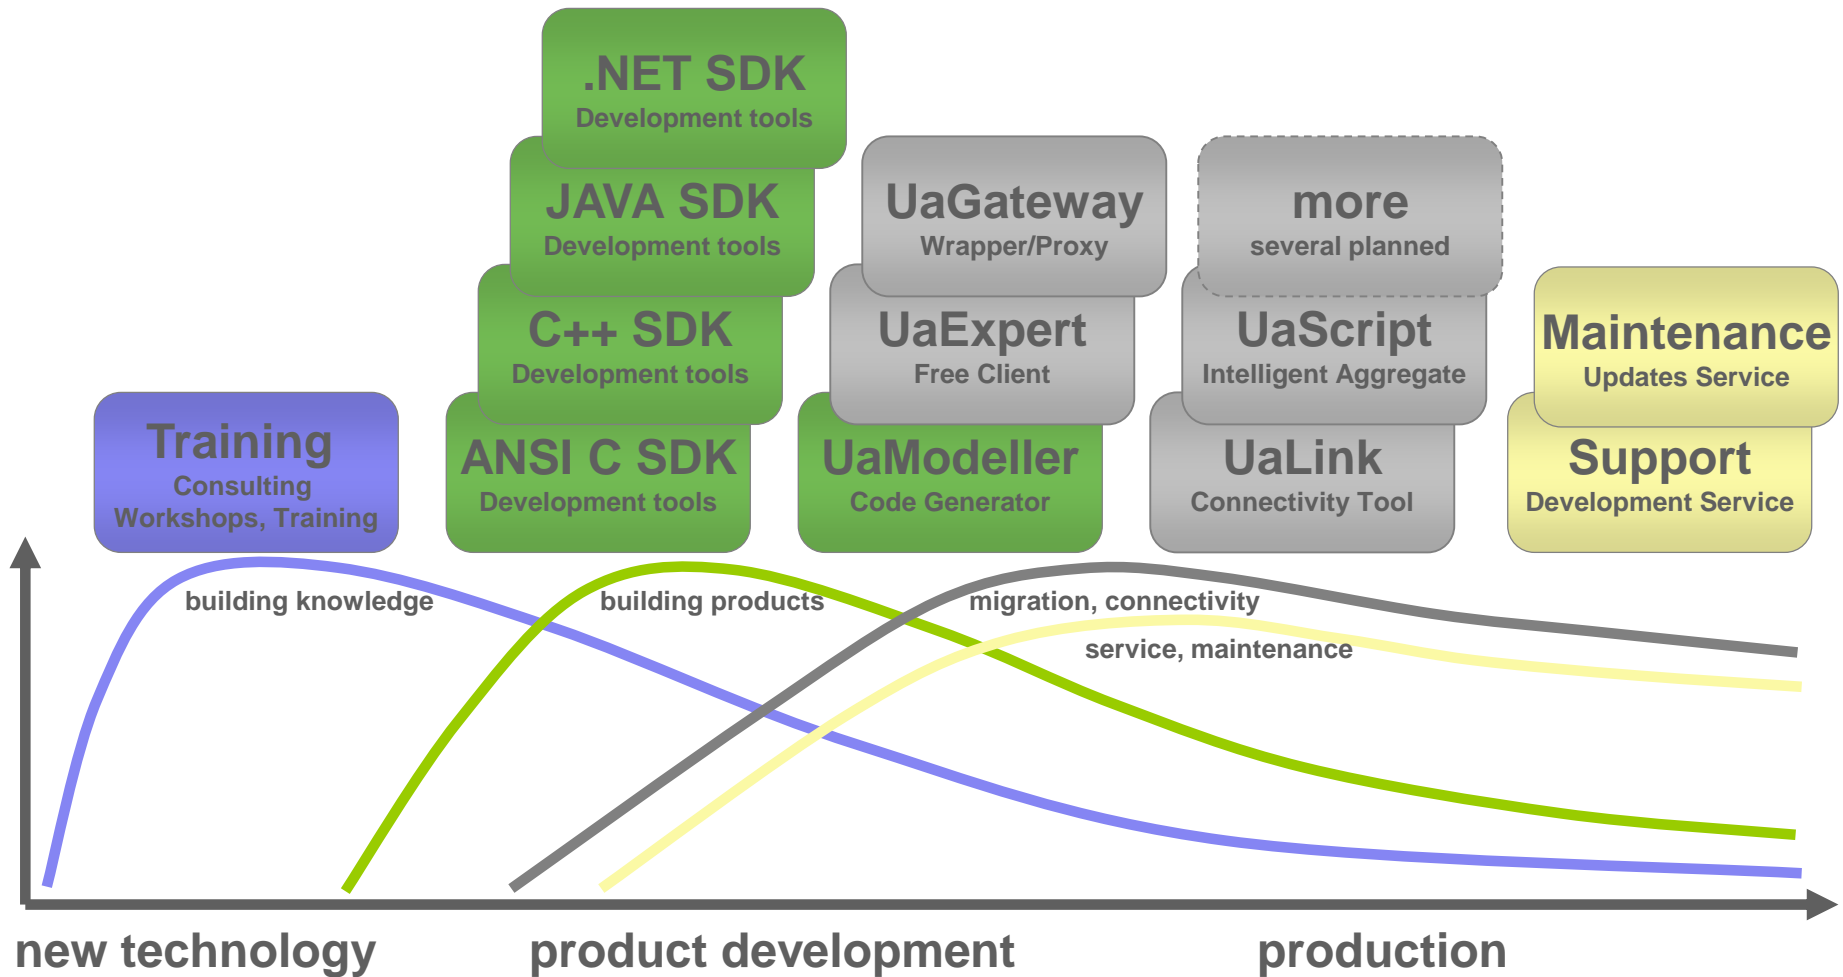 .NET SDK
Development tools
JAVA SDK
Development tools
UaGateway
Wrapper/Proxy
more
several planned
C++ SDK
Development tools
UaExpert
Free Client
UaScript
Intelligent Aggregate
Maintenance
Updates Service
Training
Consulting
Workshops, Training
ANSI C SDK
Development tools
UaModeller
Code Generator
UaLink
Connectivity Tool
Support
Development Service
building knowledge
building products
migration, connectivity
service, maintenance
new technology
product development
production